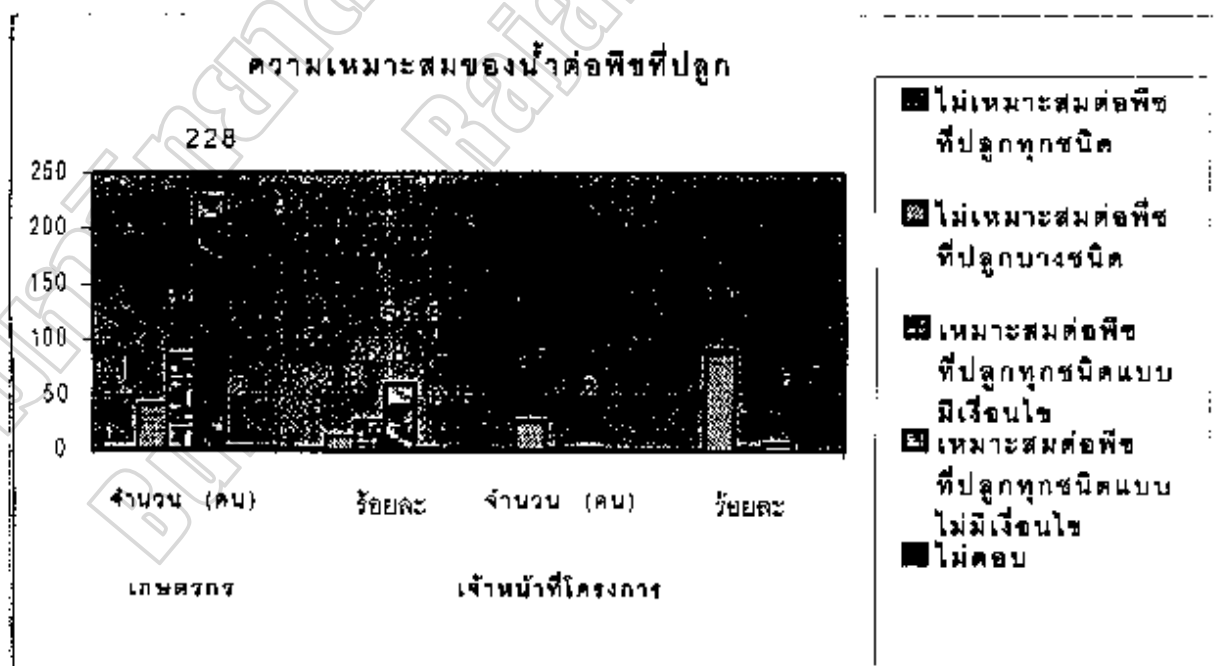 ความเหมาะสมของน้ำต่อพืชที่ปลูก
228
250
200
150
100
50
0
จำนวน (คน)
ร้อยละ
จำนวน (คน)
ร้อยละ
เกษตรกร
เจ้าหน้าที่โครงการ
ไม่เหมาะสมต่อพืช
ที่ปลูกทุกชนิด
ไม่เหมาะสมต่อพืช
ที่ปลูกบางชนิด
เหมาะสมต่อพืช
ที่ปลูกทุกชนิดแบบ
มีเงื่อนไข
เหมาะสมต่อพืช
ที่ปลูกทุกชนิดแบบ
ไม่มีเงื่อนไข
ไม่ตอบ